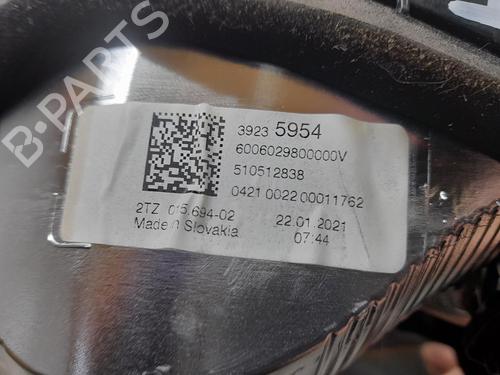 3923 5954
6006029800000V
510512838
0421 0022 00011762
2TZ 015.694-02 22.01.2021
Made in Slovakia 07:44